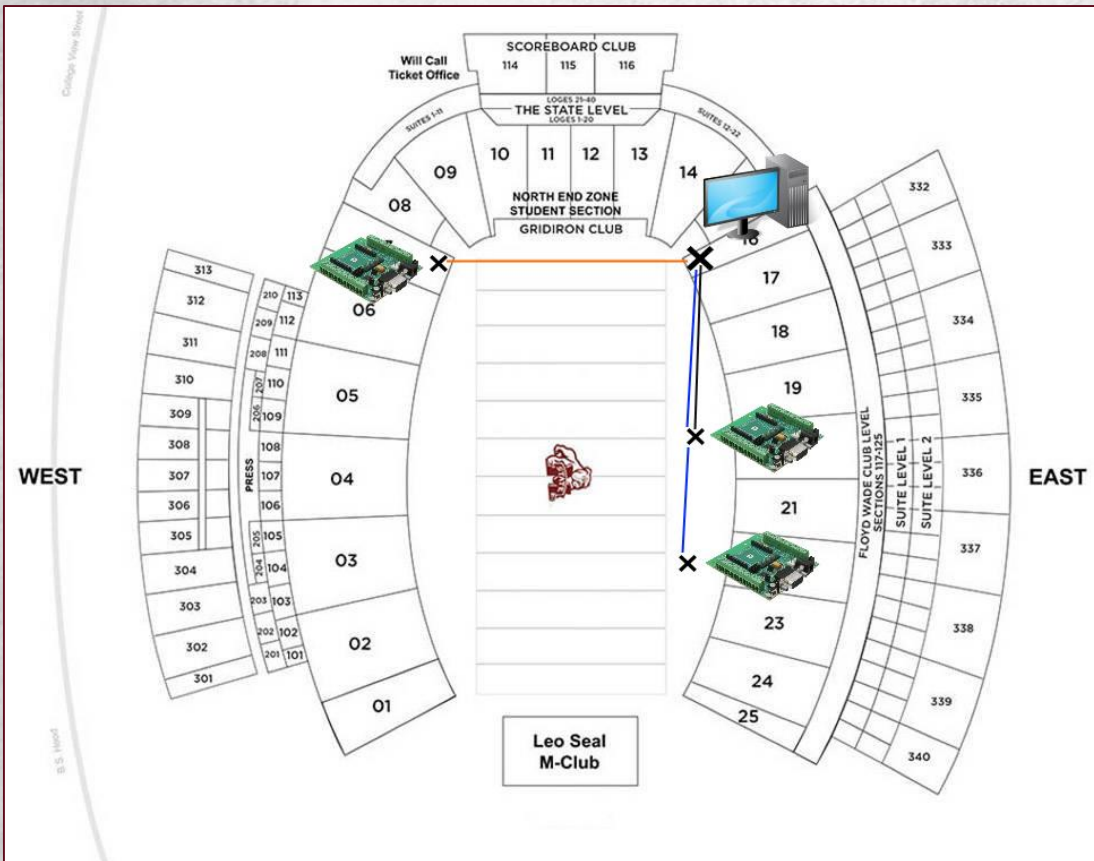 College View Street
B.S. Hood
Will Call
Ticket Office
SCOREBOARD CLUB
114 115 116
LOGES 21-40
THE STATE LEVEL
LOGES 1-20
SUITES 1-11
SUITES 12-22
08 09 10 11 12 13 14
NORTH END ZONE
STUDENT SECTION
GRIDIRON CLUB
WEST
313
312
311
310
309
308
307
306
305
304
303
302
301
210 113
209 112
208 111
207 110
206 109
108
107
106
205 105
204 104
203 103
202 102
201 101
PRESS
06
05
04
03
02
01
16
17
18
19
21
23
24
25
FLOYD WADE CLUB LEVEL
SECTIONS 117-125
SUITE LEVEL 1
SUITE LEVEL 2
332
333
334
335
336
337
338
339
340
EAST
Leo Seal
M-Club